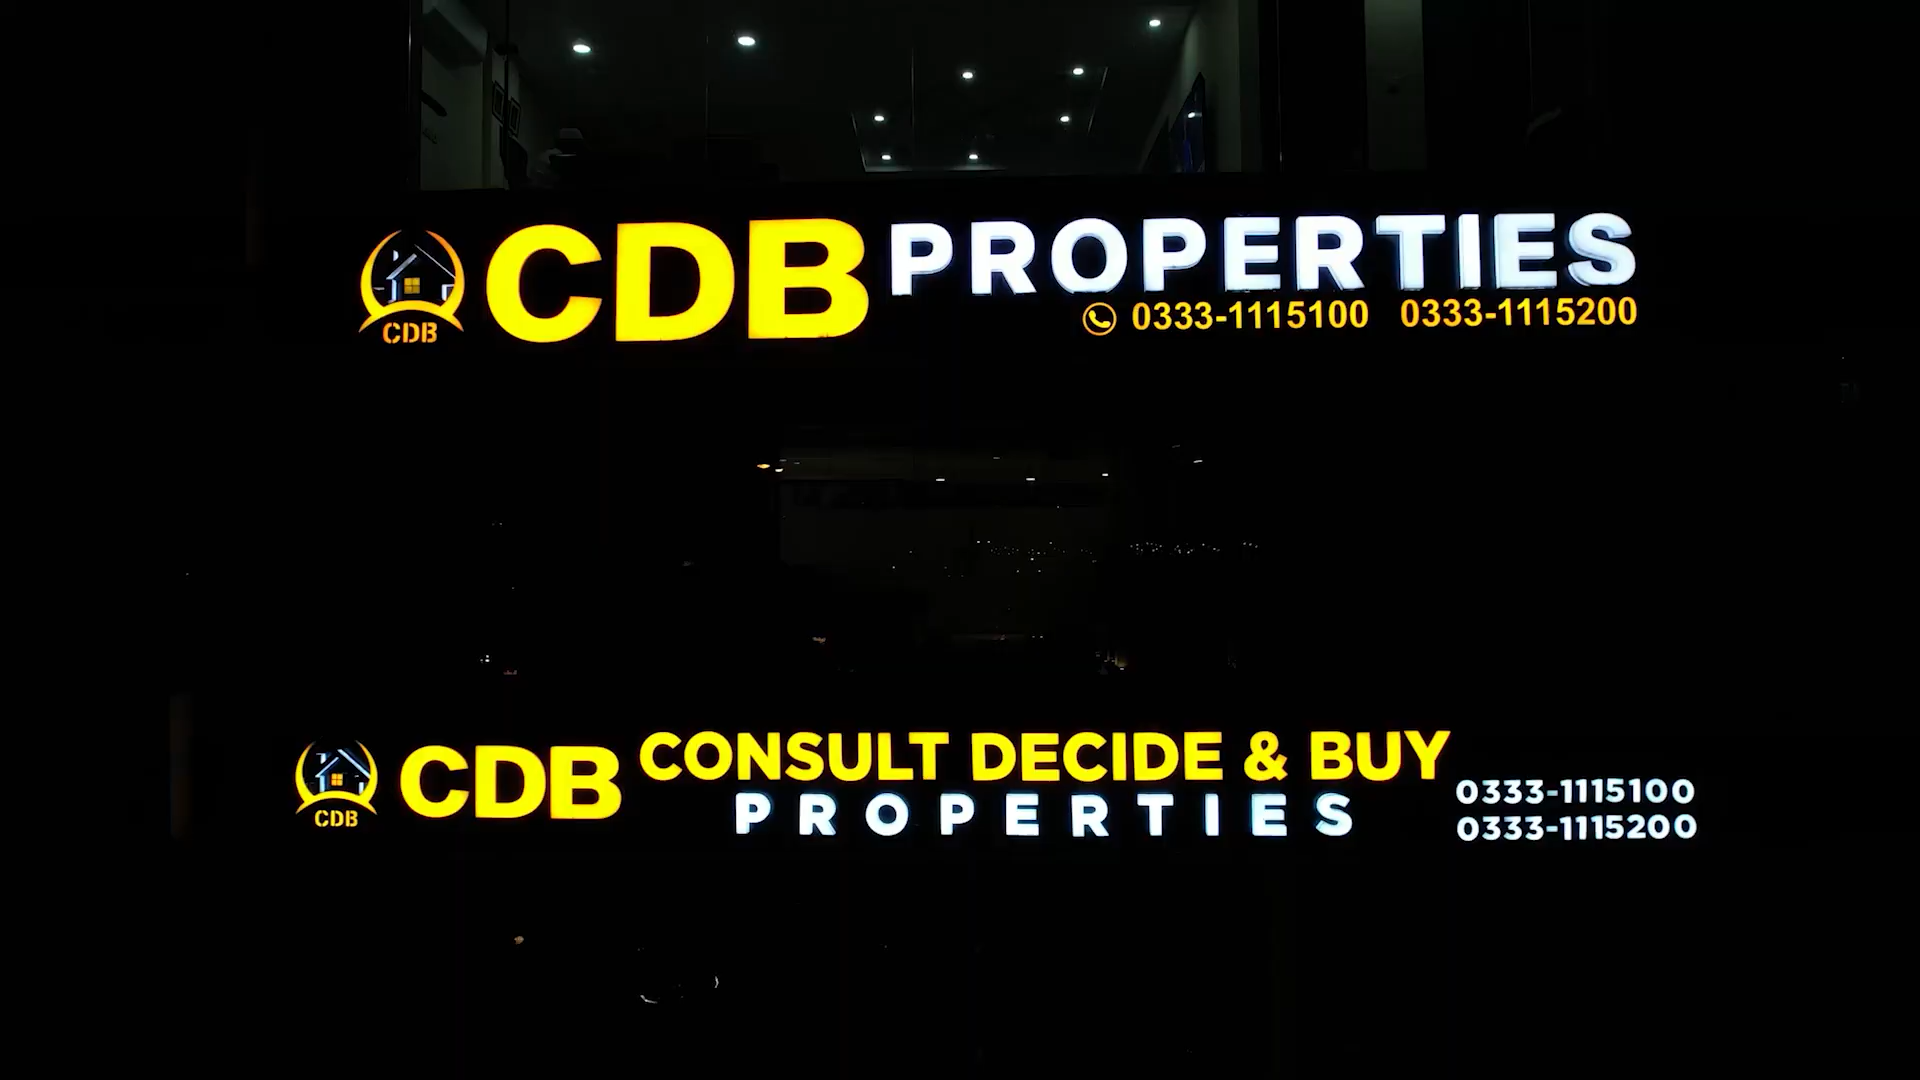 CDB PROPERTIES
0333-1115100 0333-1115200
CDB
CDB CONSULT DECIDE & BUY
PROPERTIES
0333-1115100
0333-1115200
CDB